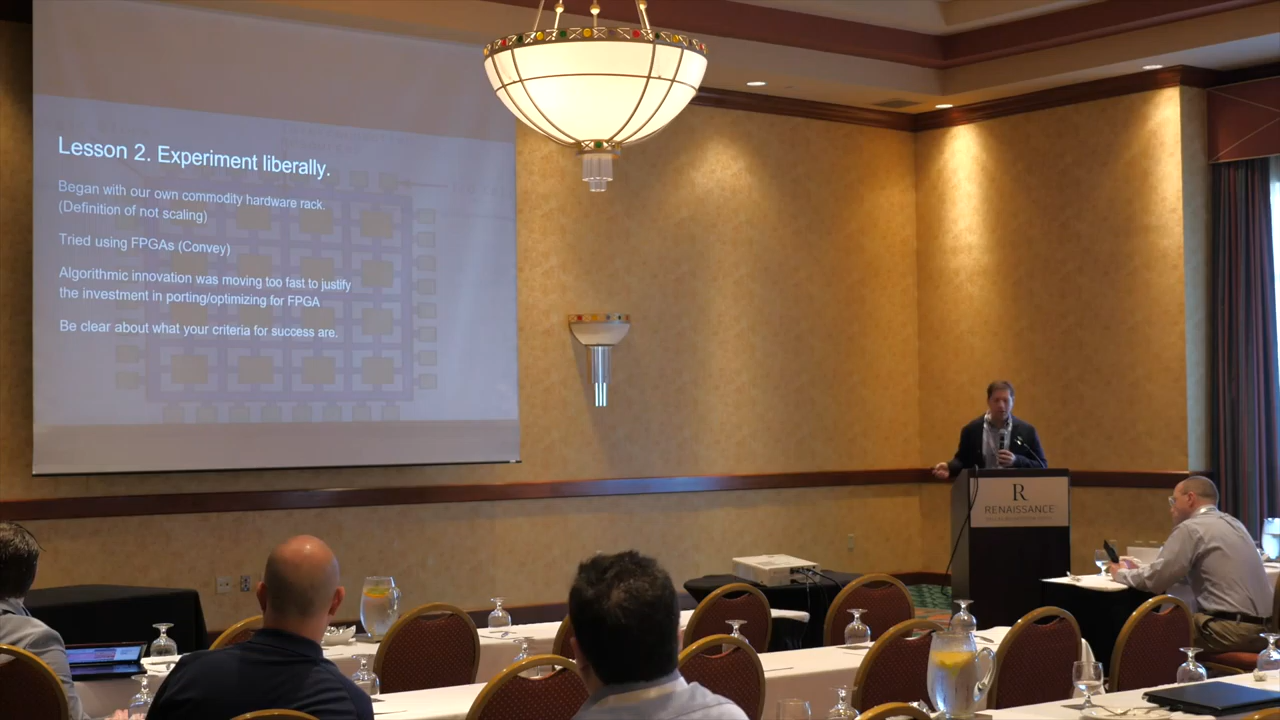 Lesson 2. Experiment liberally.
Began with our own commodity hardware rack.
(Definition of not scaling)
Tried using FPGAs (Convey)
Algorithmic innovation was moving too fast to justify
the investment in porting/optimizing for FPGA
Be clear about what your criteria for success are.
R
RENAISSANCE